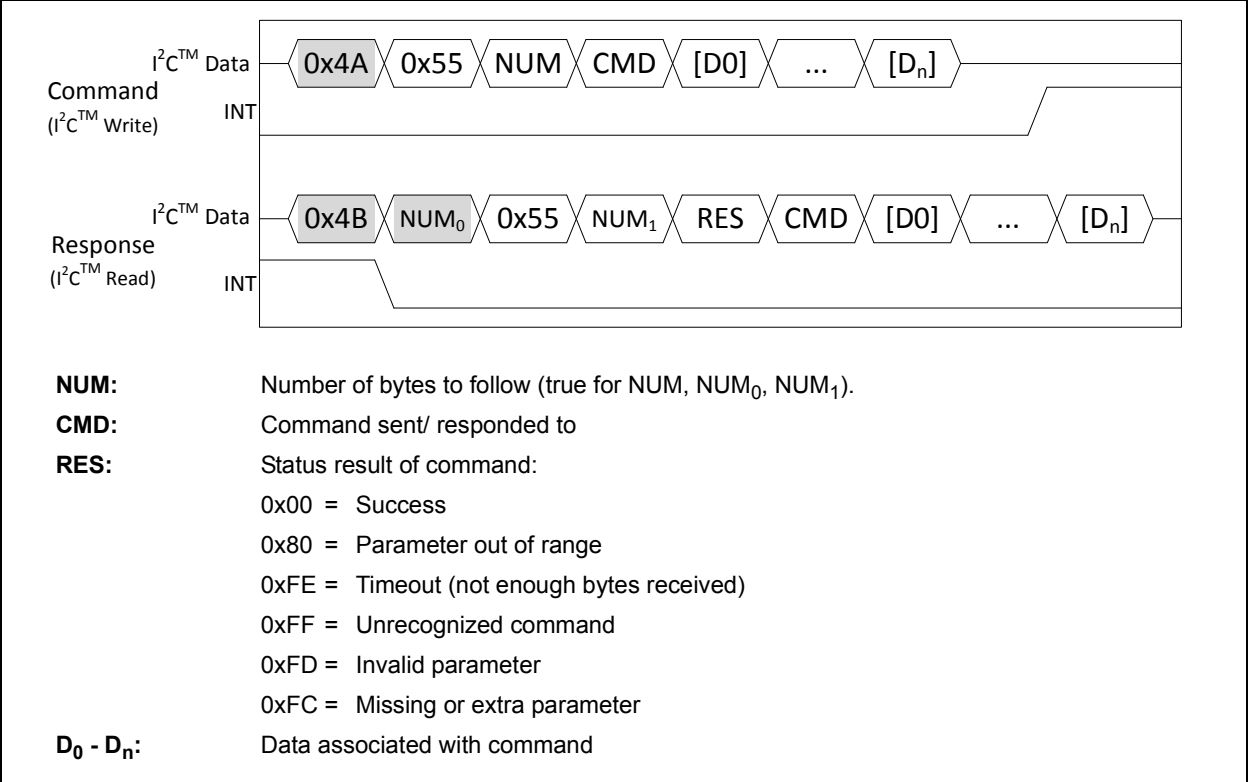 I²C™ Data 0x4A 0x55 NUM CMD [D0] ... [Dₙ]
Command
(I²C™ Write)
INT
I²C™ Data 0x4B NUM₀ 0x55 NUM₁ RES CMD [D0] ... [Dₙ]
Response
(I²C™ Read)
INT
NUM: Number of bytes to follow (true for NUM, NUM₀, NUM₁).
CMD: Command sent/ responded to
RES: Status result of command:
0x00 = Success
0x80 = Parameter out of range
0xFE = Timeout (not enough bytes received)
0xFF = Unrecognized command
0xFD = Invalid parameter
0xFC = Missing or extra parameter
D₀ - Dₙ: Data associated with command